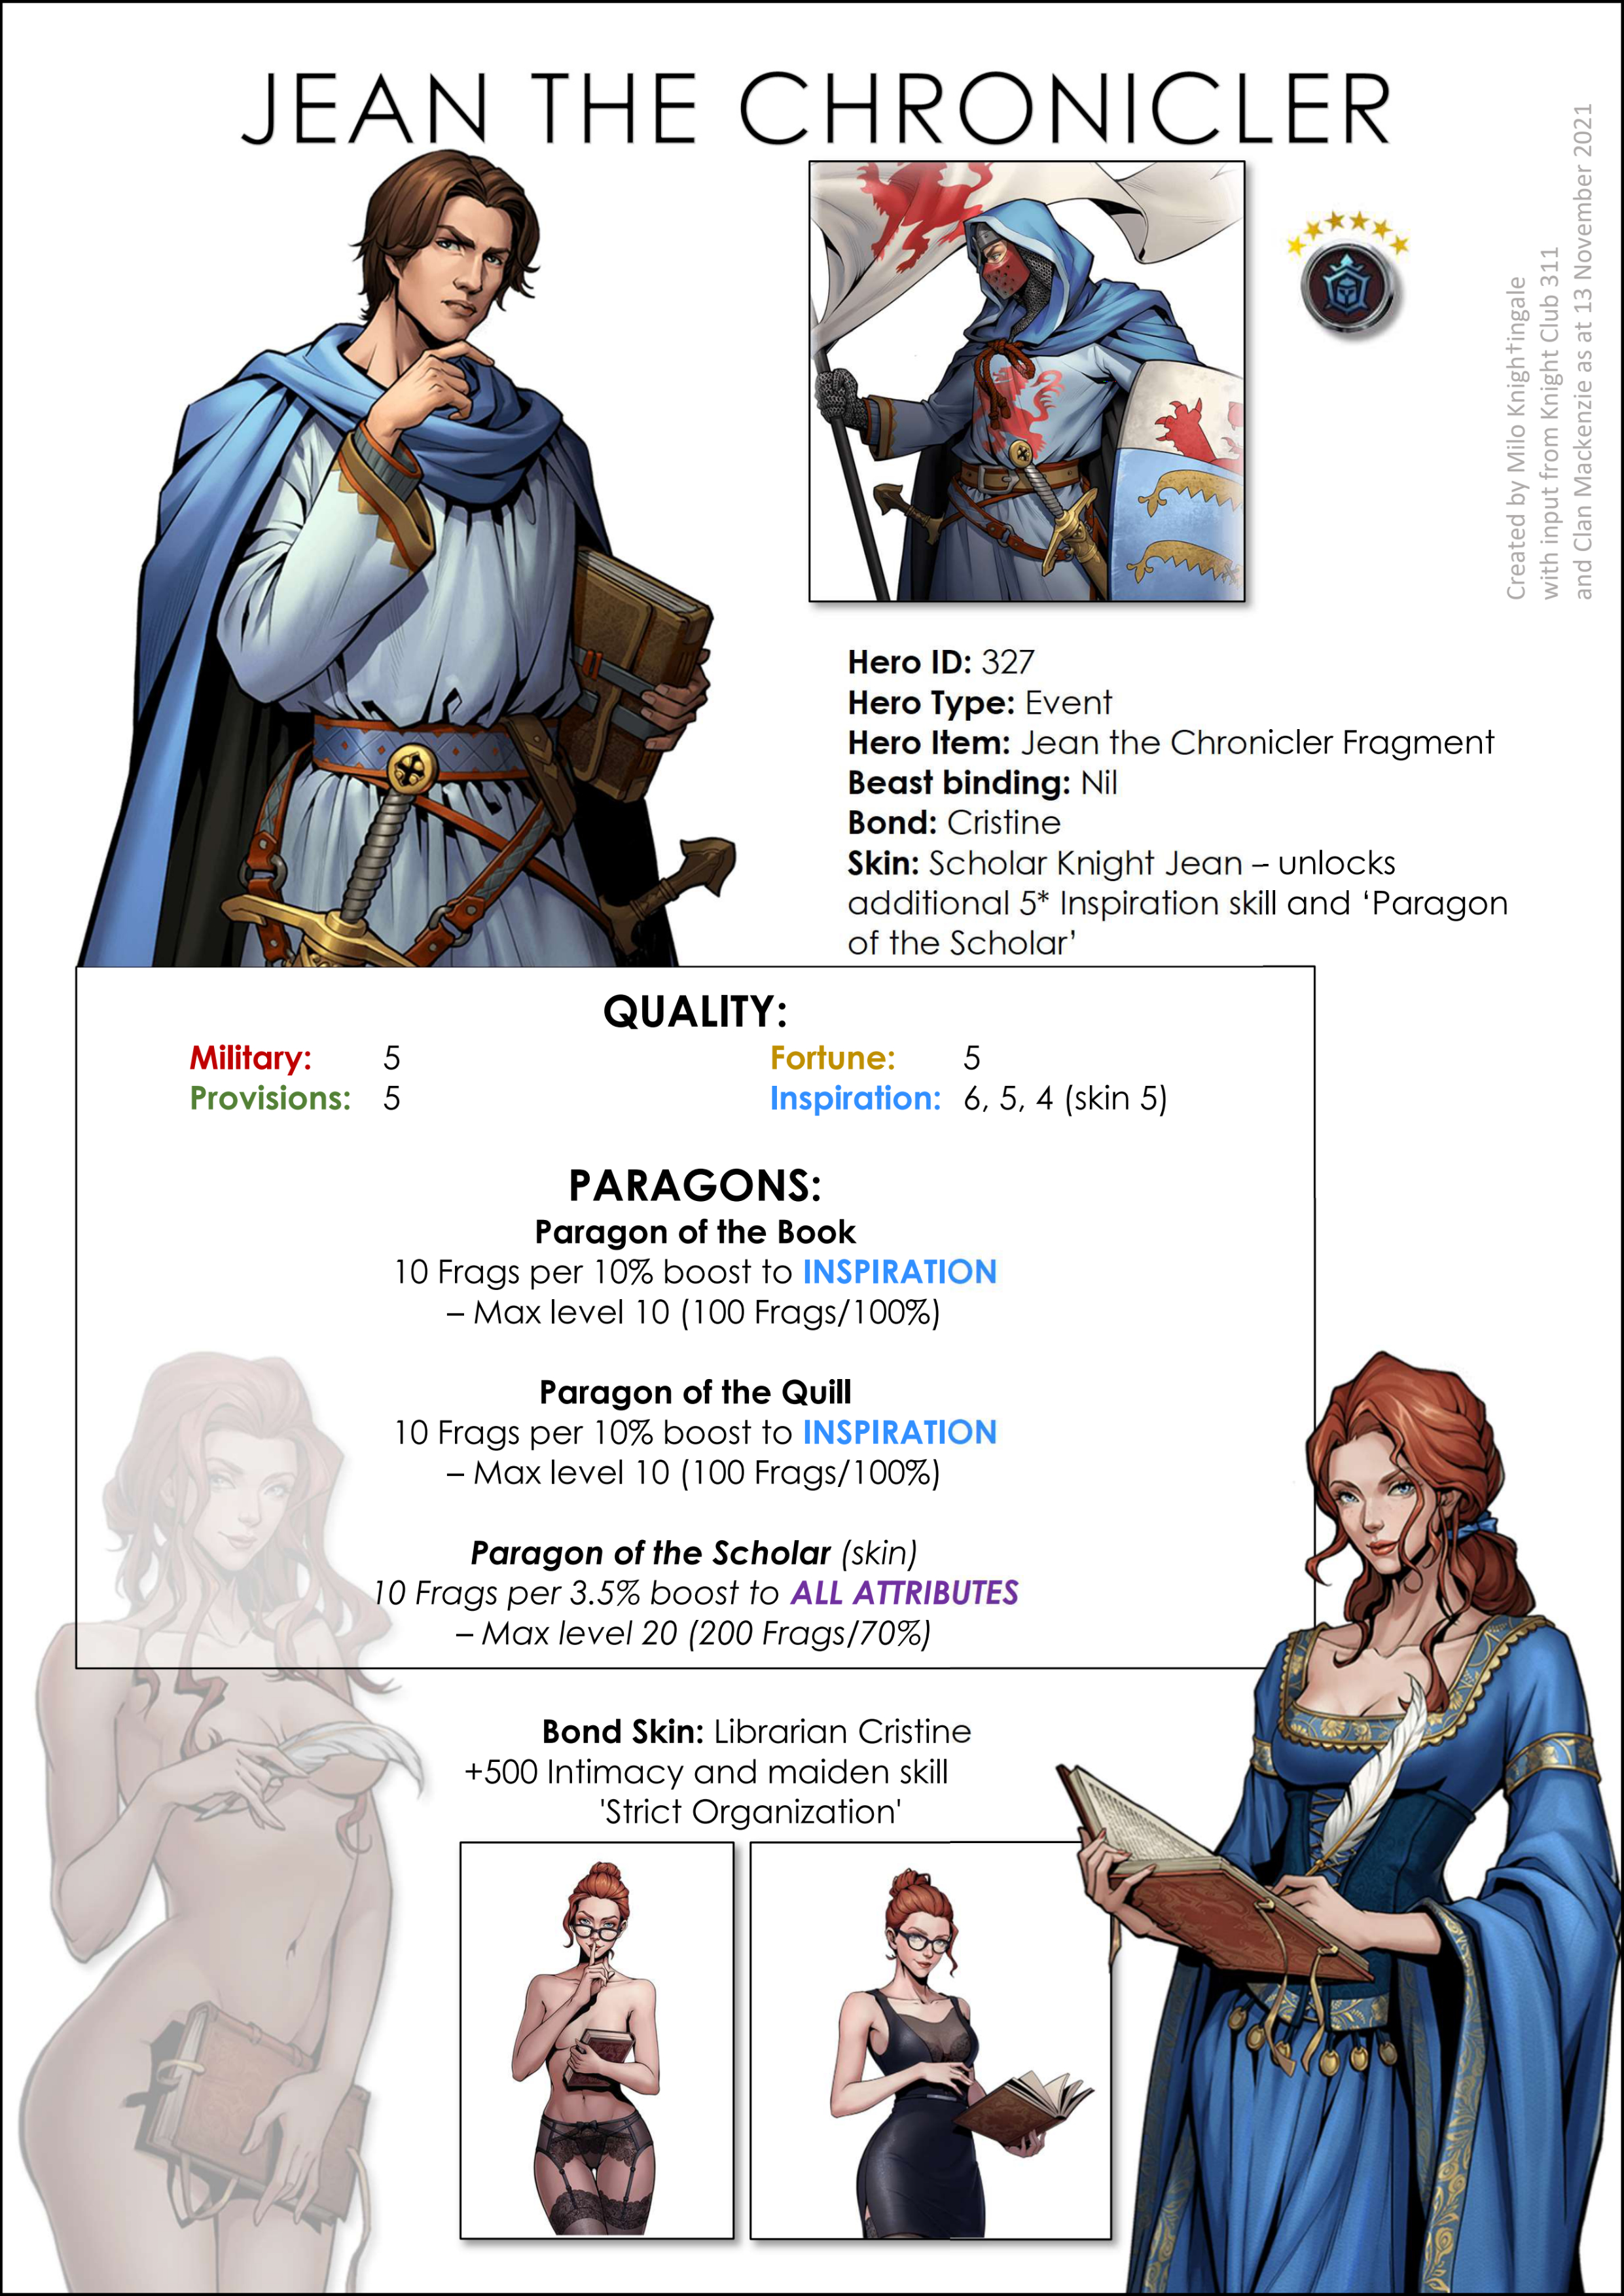 JEAN THE CHRONICLER
Created by Milo Knightingale
with input from Knight Club 311
and Clan Mackenzie as at 13 November 2021
Hero ID: 327
Hero Type: Event
Hero Item: Jean the Chronicler Fragment
Beast binding: Nil
Bond: Cristine
Skin: Scholar Knight Jean – unlocks
additional 5* Inspiration skill and ‘Paragon
of the Scholar’
QUALITY:
Military: 5 Fortune: 5
Provisions: 5 Inspiration: 6, 5, 4 (skin 5)
PARAGONS:
Paragon of the Book
10 Frags per 10% boost to INSPIRATION
– Max level 10 (100 Frags/100%)
Paragon of the Quill
10 Frags per 10% boost to INSPIRATION
– Max level 10 (100 Frags/100%)
Paragon of the Scholar (skin)
10 Frags per 3.5% boost to ALL ATTRIBUTES
– Max level 20 (200 Frags/70%)
Bond Skin: Librarian Cristine
+500 Intimacy and maiden skill
'Strict Organization'